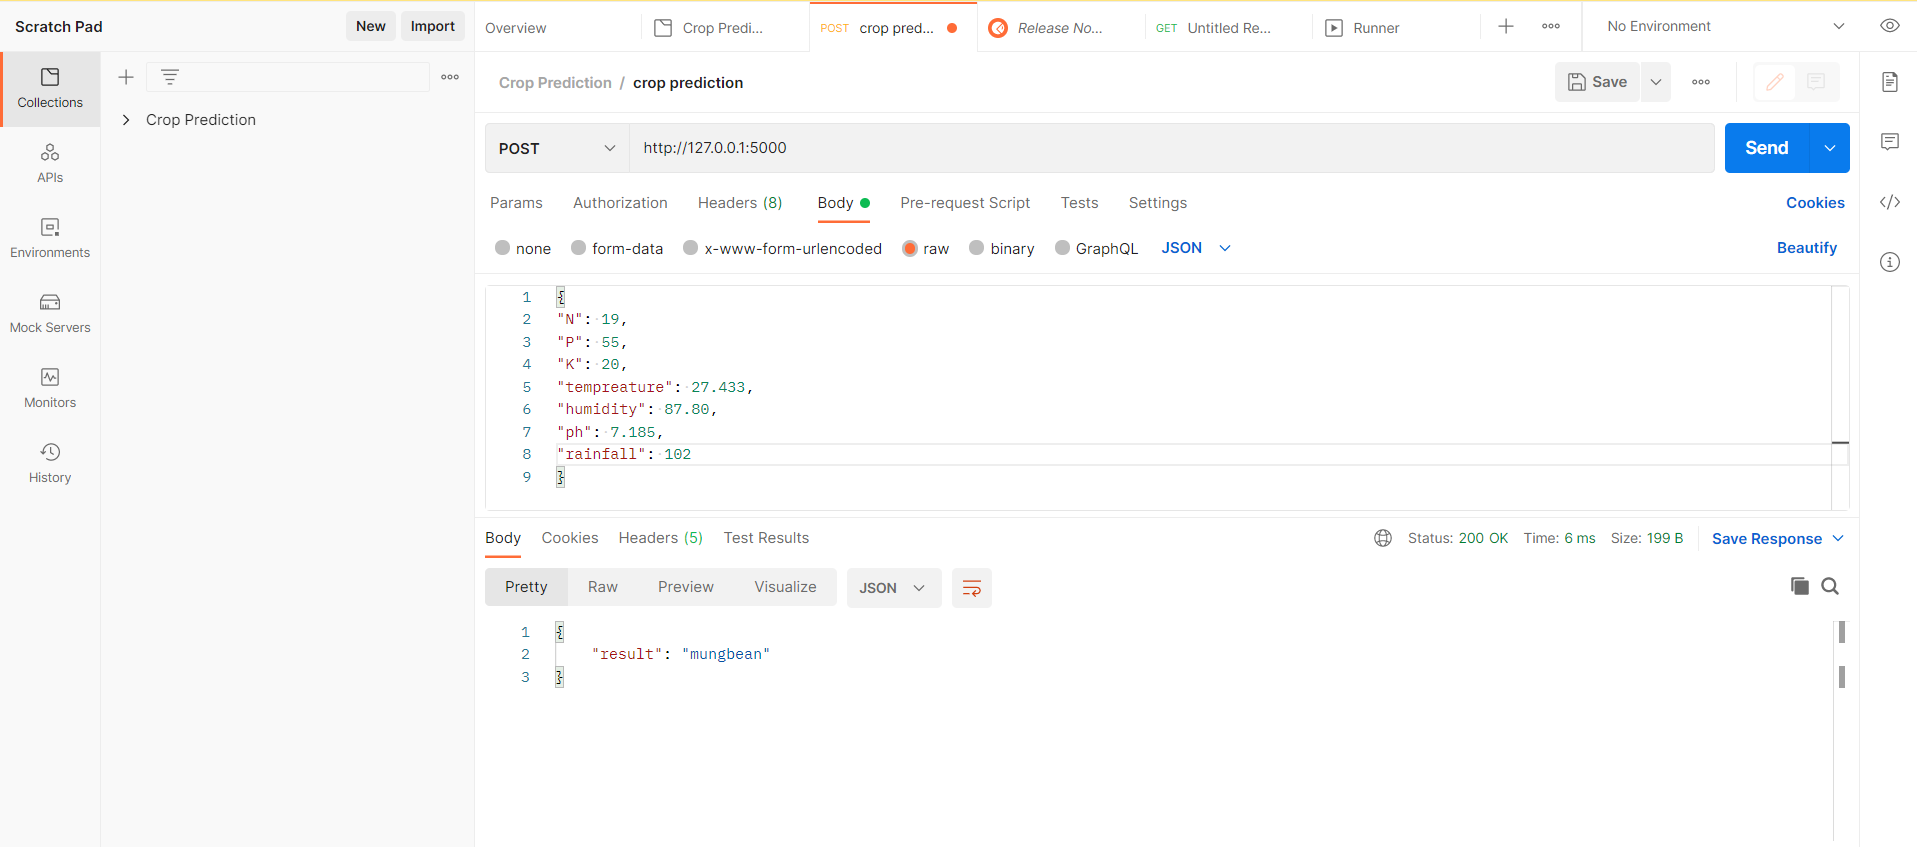 Scratch Pad New Import
Overview Crop Predi... POST crop pred... Release No... GET Untitled Re... Runner No Environment
Collections
APIs
Environments
Mock Servers
Monitors
History
Crop Prediction
Crop Prediction / crop prediction Save
POST http://127.0.0.1:5000 Send
Params Authorization Headers (8) Body Pre-request Script Tests Settings Cookies
none form-data x-www-form-urlencoded raw binary GraphQL JSON Beautify
1 {
2 "N": 19,
3 "P": 55,
4 "K": 20,
5 "tempreature": 27.433,
6 "humidity": 87.80,
7 "ph": 7.185,
8 "rainfall": 102
9 }
Body Cookies Headers (5) Test Results Status: 200 OK Time: 6 ms Size: 199 B Save Response
Pretty Raw Preview Visualize JSON
1 {
2 "result": "mungbean"
3 }